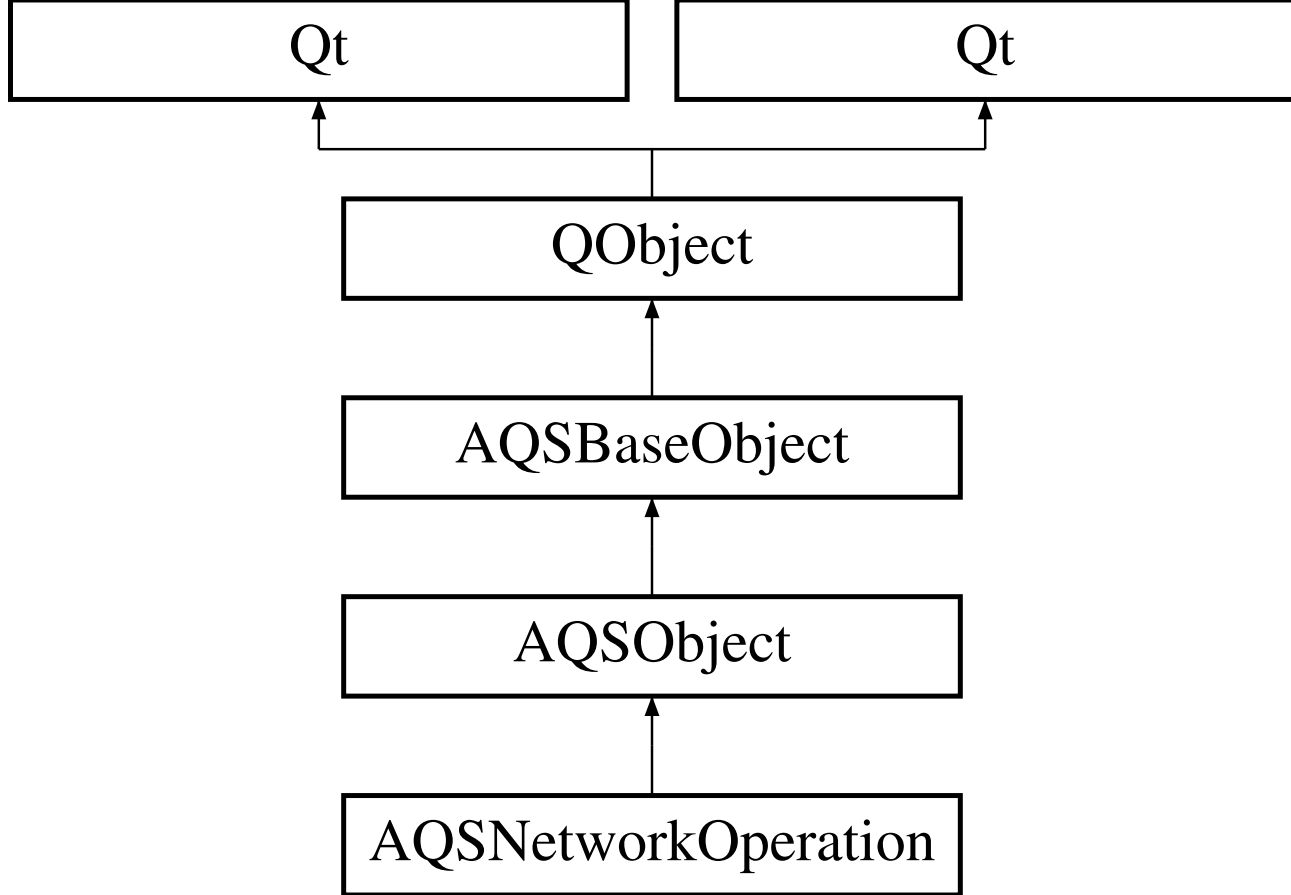 Qt
Qt
QObject
AQSBaseObject
AQSObject
AQSNetworkOperation